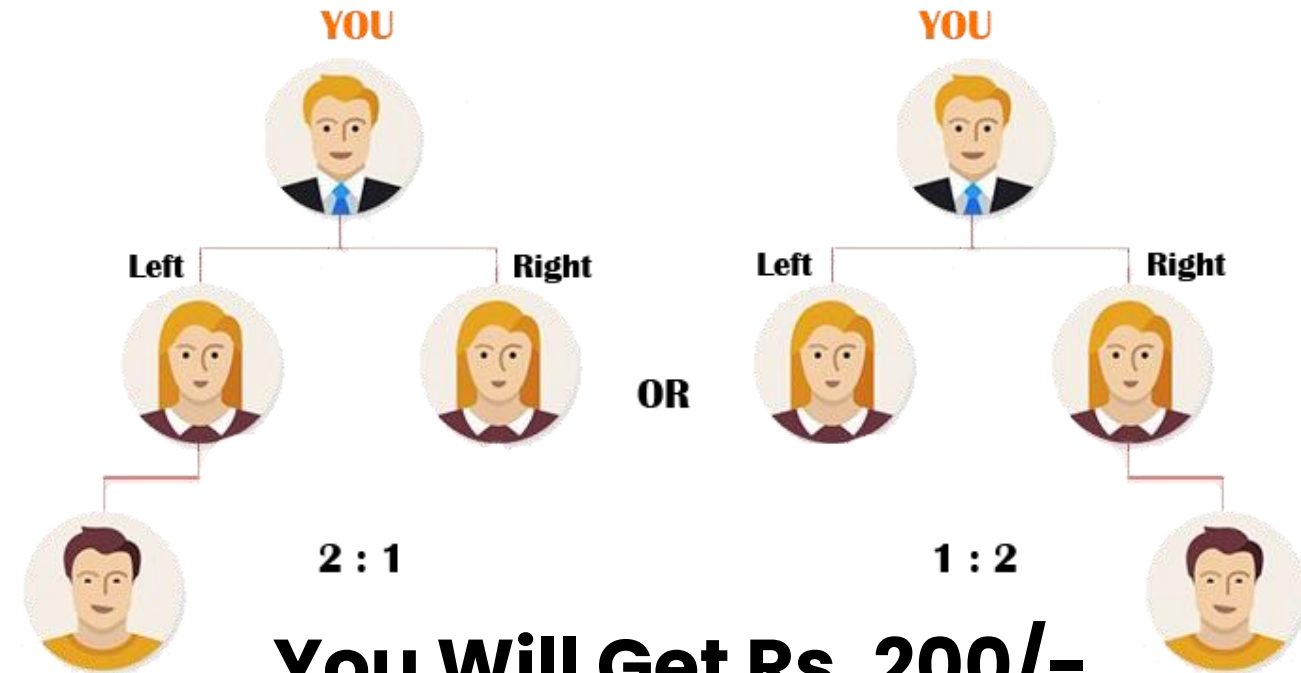 YOU
YOU
Left
Right
Left
Right
OR
2 : 1
1 : 2
You Will Get Rs. 200/-